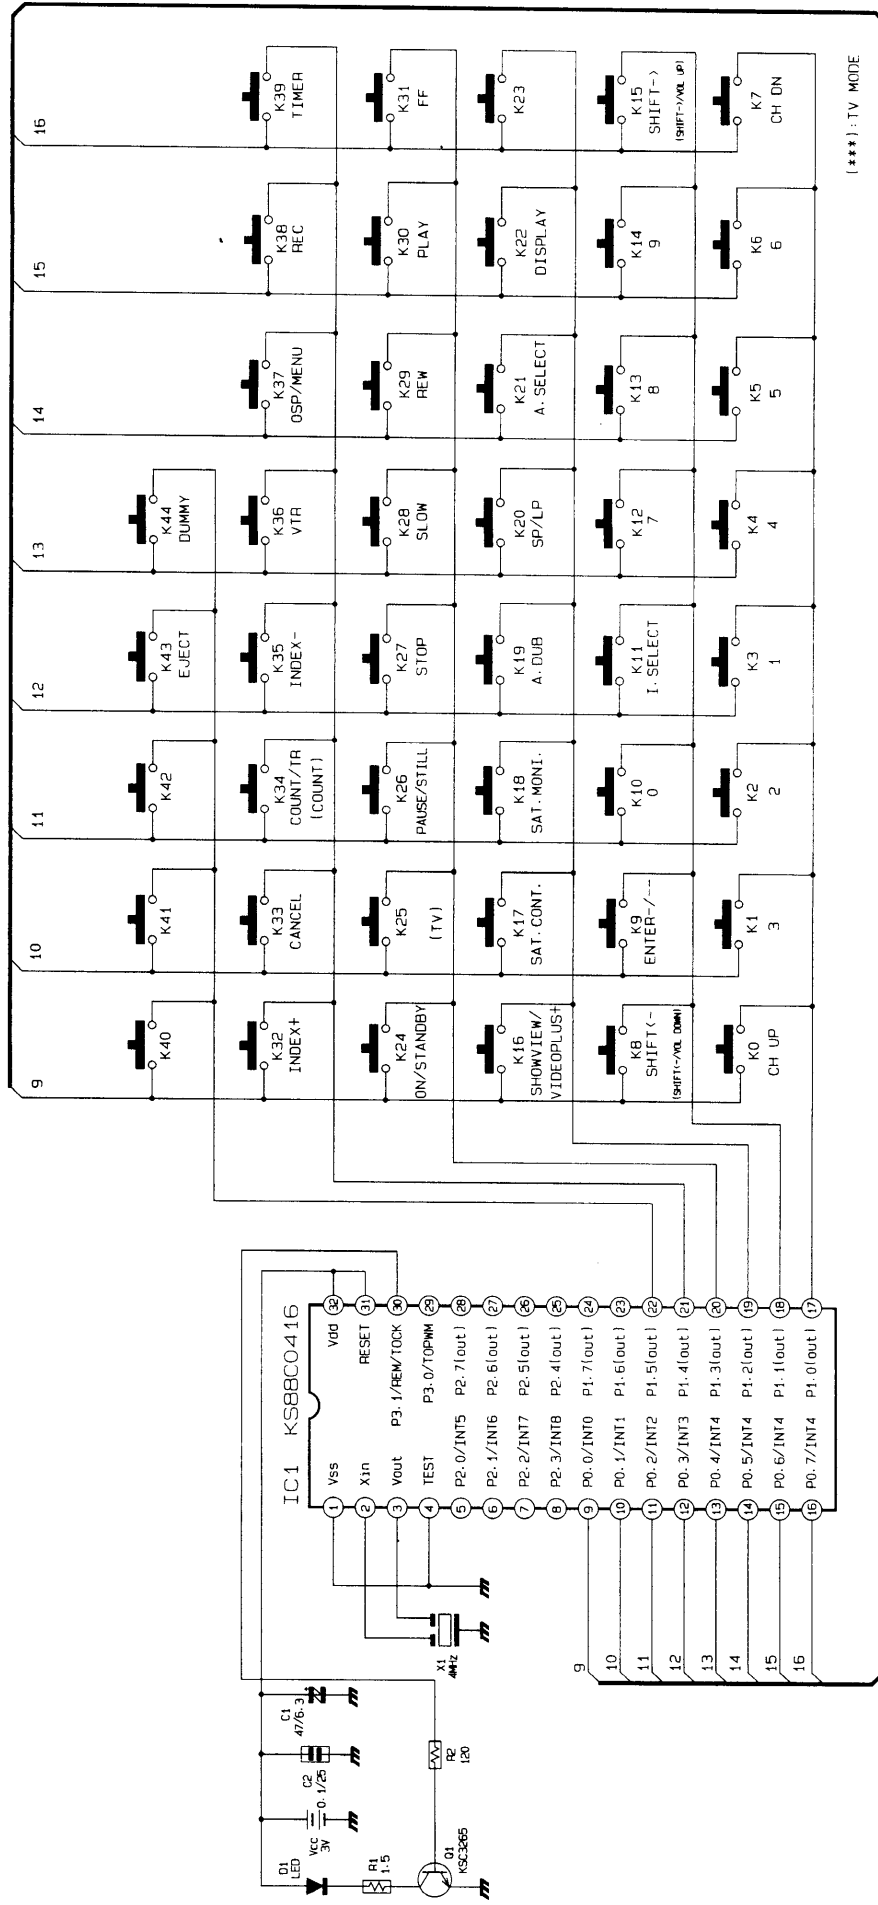 16
15
14
13
12
11
10
9
K39
TIMER
K38
REC
K37
OSP/MENU
K36
VTR
K35
INDEX-
K34
COUNT/TR
(COUNT)
K33
CANCEL
K32
INDEX+
K44
DUMMY
K43
EJECT
K42
K41
K40
K31
FF
K30
PLAY
K29
REW
K28
SLOW
K27
STOP
K26
PAUSE/STILL
K25
(TV)
K24
ON/STANDBY
K23
K22
DISPLAY
K21
A.SELECT
K20
SP/LP
K19
A.DUB
K18
SAT.MONI.
K17
SAT.CONT.
K16
SHOWVIEW/
VIDEOPLUS+
K15
SHIFT->
(SHIFT->/VOL UP)
K14
9
K13
8
K12
7
K11
I.SELECT
K10
0
K9
ENTER-/--
K8
SHIFT<-
(SHIFT<-/VOL DOWN)
K7
CH DN
K6
6
K5
5
K4
4
K3
1
K2
2
K1
3
K0
CH UP
(***):TV MODE
IC1 KS88C0416
1 Vss Vdd 32
2 Xin RESET 31
3 Vout P3.1/REM/TOCK 30
4 TEST P3.0/TOPWM 29
5 P2.0/INT5 P2.7(out) 28
6 P2.1/INT6 P2.6(out) 27
7 P2.2/INT7 P2.5(out) 26
8 P2.3/INT8 P2.4(out) 25
9 P0.0/INT0 P1.7(out) 24
10 P0.1/INT1 P1.6(out) 23
11 P0.2/INT2 P1.5(out) 22
12 P0.3/INT3 P1.4(out) 21
13 P0.4/INT4 P1.3(out) 20
14 P0.5/INT4 P1.2(out) 19
15 P0.6/INT4 P1.1(out) 18
16 P0.7/INT4 P1.0(out) 17
9
10
11
12
13
14
15
16
X1
4MHz
C1
47/6.3
+
C2
0.1/25
VCC
3V
D1
LED
R1
1.5
Q1
KSC3265
R2
120